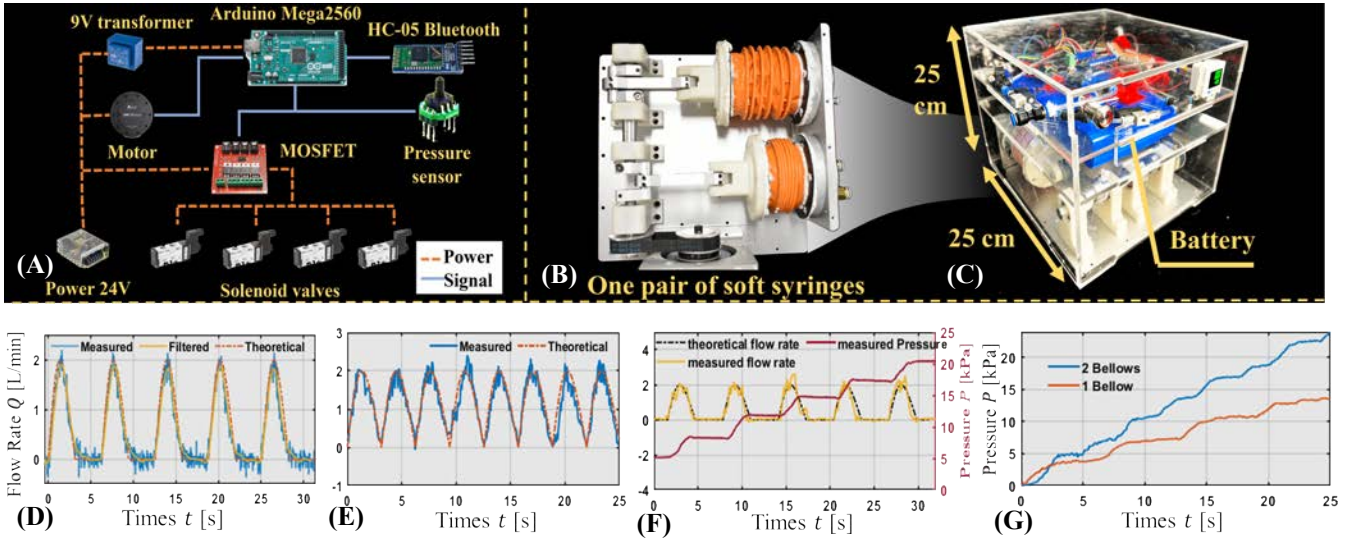 Arduino Mega2560
9V transformer
HC-05 Bluetooth
Motor
MOSFET
Pressure
sensor
Power 24V
Solenoid valves
Power
Signal
(A)
(B)
One pair of soft syringes
25
cm
25 cm
Battery
(C)
Flow Rate Q [L/min]
Measured
Filtered
Theoretical
2
1
0
0
5
10
15
20
25
30
Times t [s]
(D)
Measured
Theoretical
3
2
1
0
-1
0
5
10
15
20
25
Times t [s]
(E)
theoretical flow rate
measured Pressure
measured flow rate
4
2
0
-2
-4
0
5
10
15
20
25
30
25
20
15
10
5
0
Pressure P [kPa]
Times t [s]
(F)
Pressure P [kPa]
2 Bellows
1 Bellow
20
15
10
5
0
0
5
10
15
20
25
Times t [s]
(G)